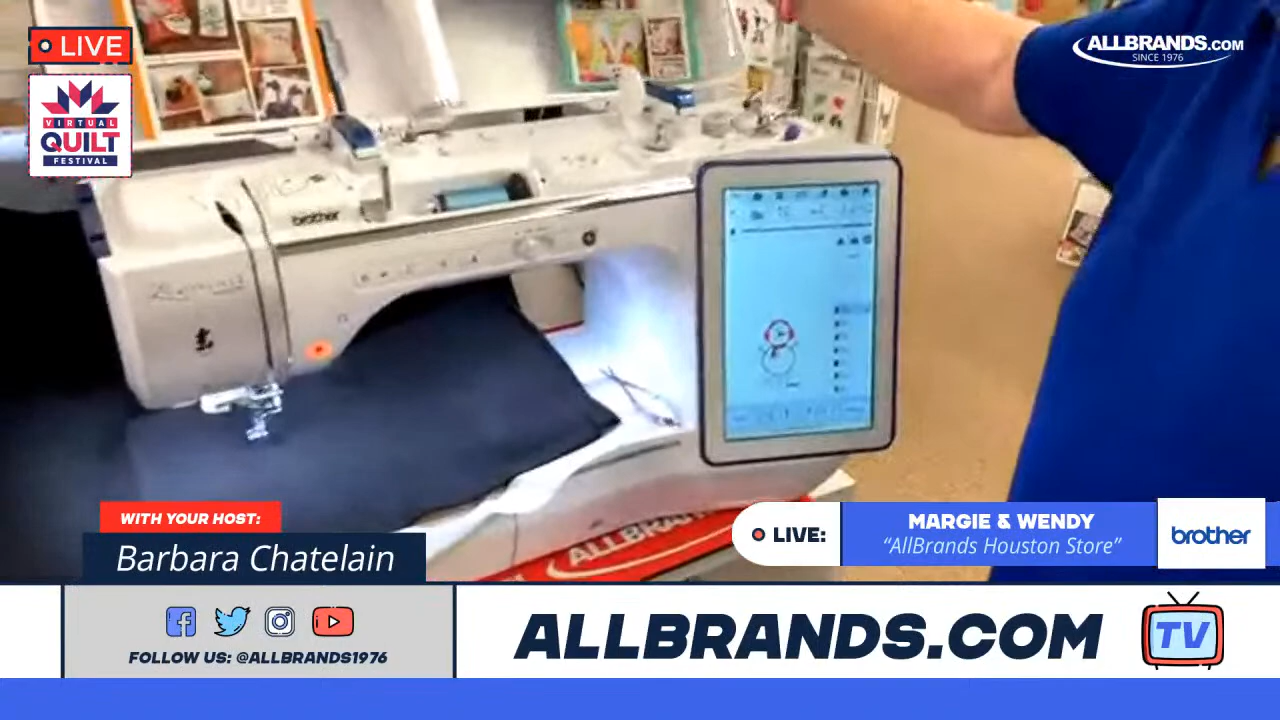 LIVE
VIRTUAL
QUILT
FESTIVAL
ALLBRANDS.COM
SINCE 1976
brother
WITH YOUR HOST:
Barbara Chatelain
LIVE:
MARGIE & WENDY
“AllBrands Houston Store”
brother
ALLBRAN
FOLLOW US: @ALLBRANDS1976
ALLBRANDS.COM
TV